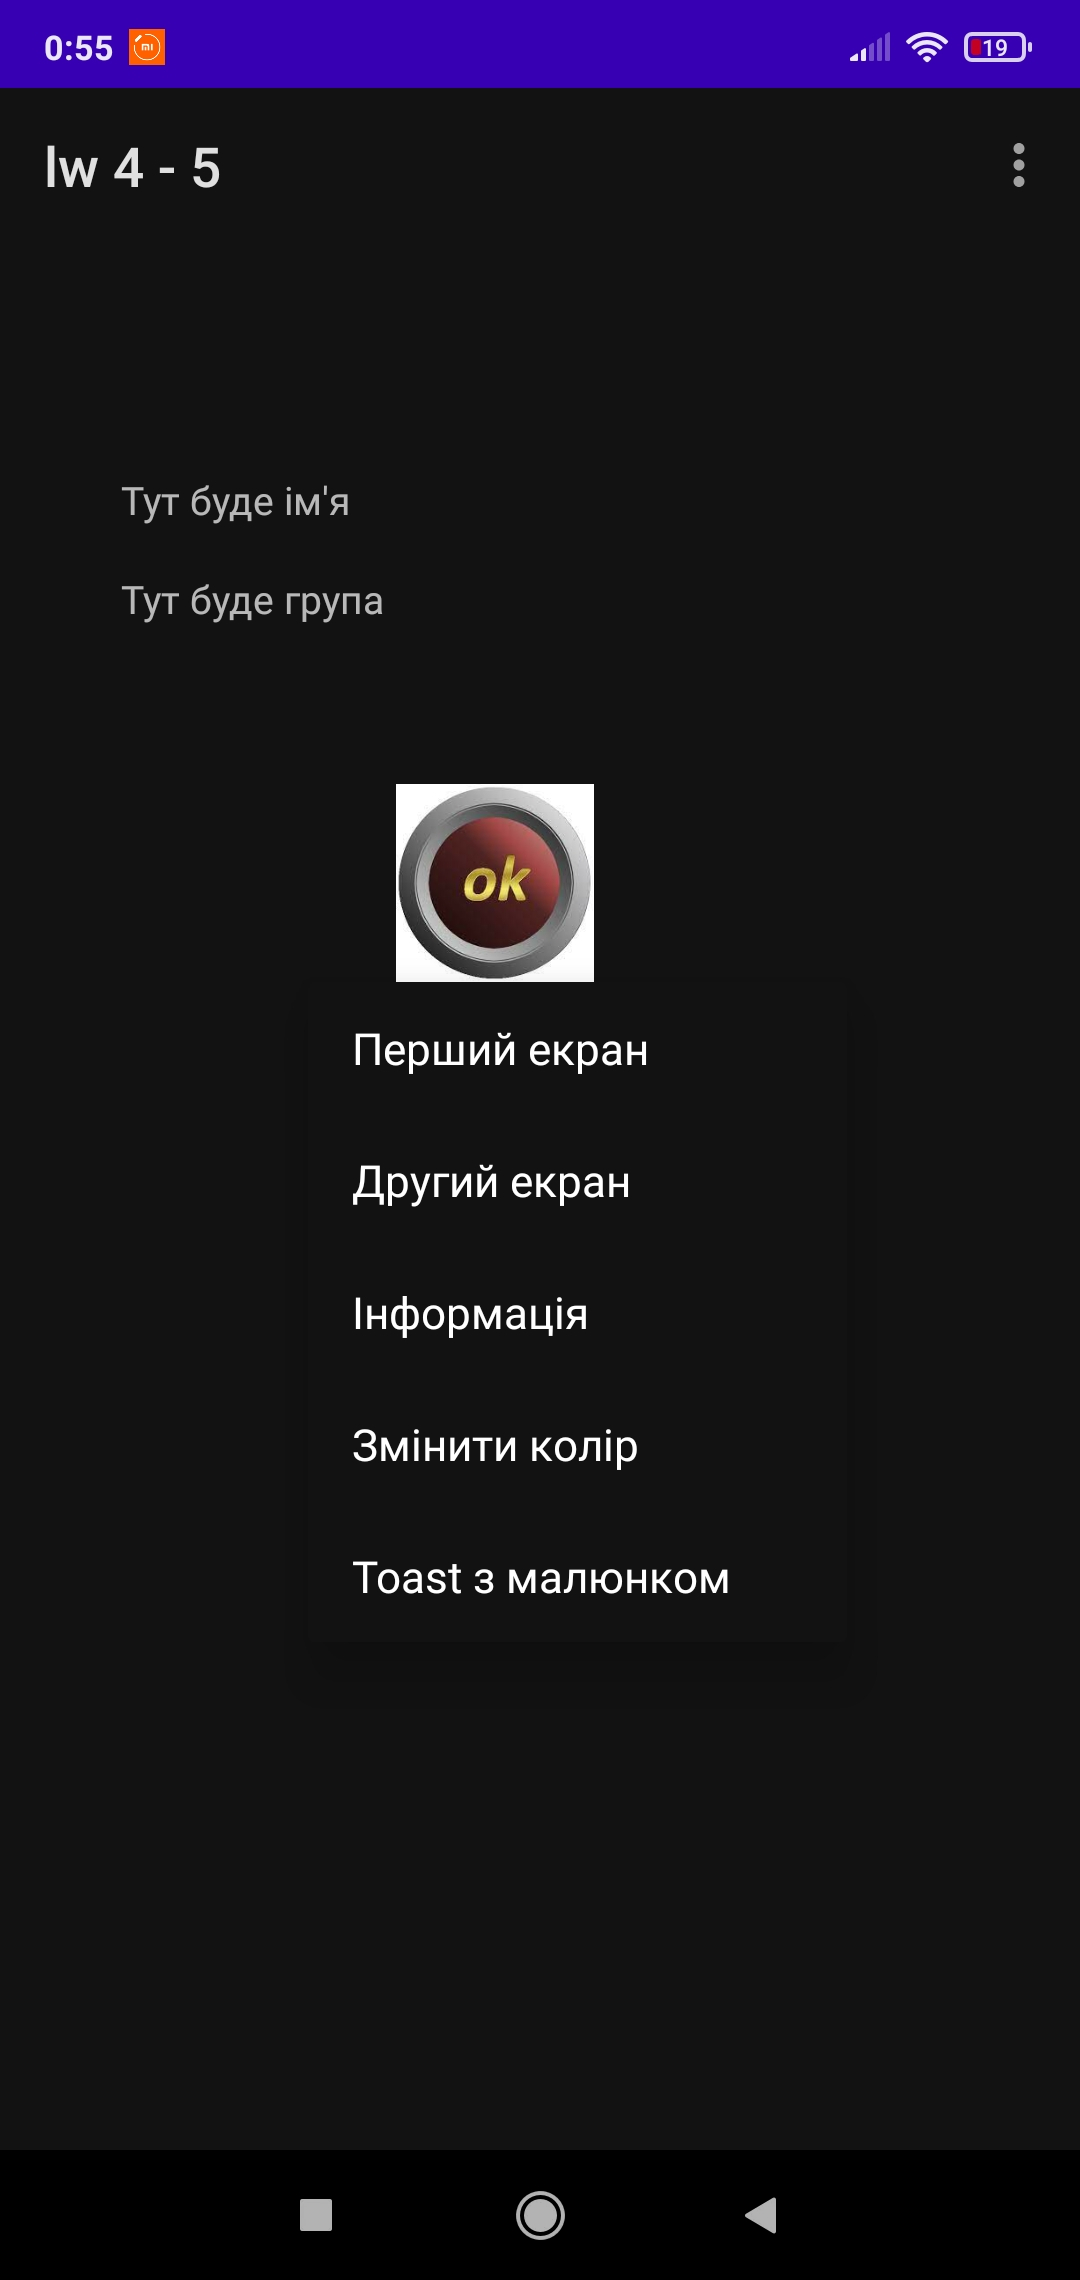 0:55
19
lw 4 - 5
Тут буде ім'я
Тут буде група
ok
Перший екран
Другий екран
Інформація
Змінити колір
Toast з малюнком